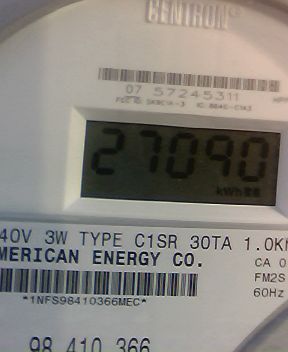 CENTRON®
07 57245311
27090
kWh
40V 3W TYPE C1SR 30TA 1.0K
MERICAN ENERGY CO.
CA 0
FM2S
60Hz
*1NFS98410366MEC*
98 410 366